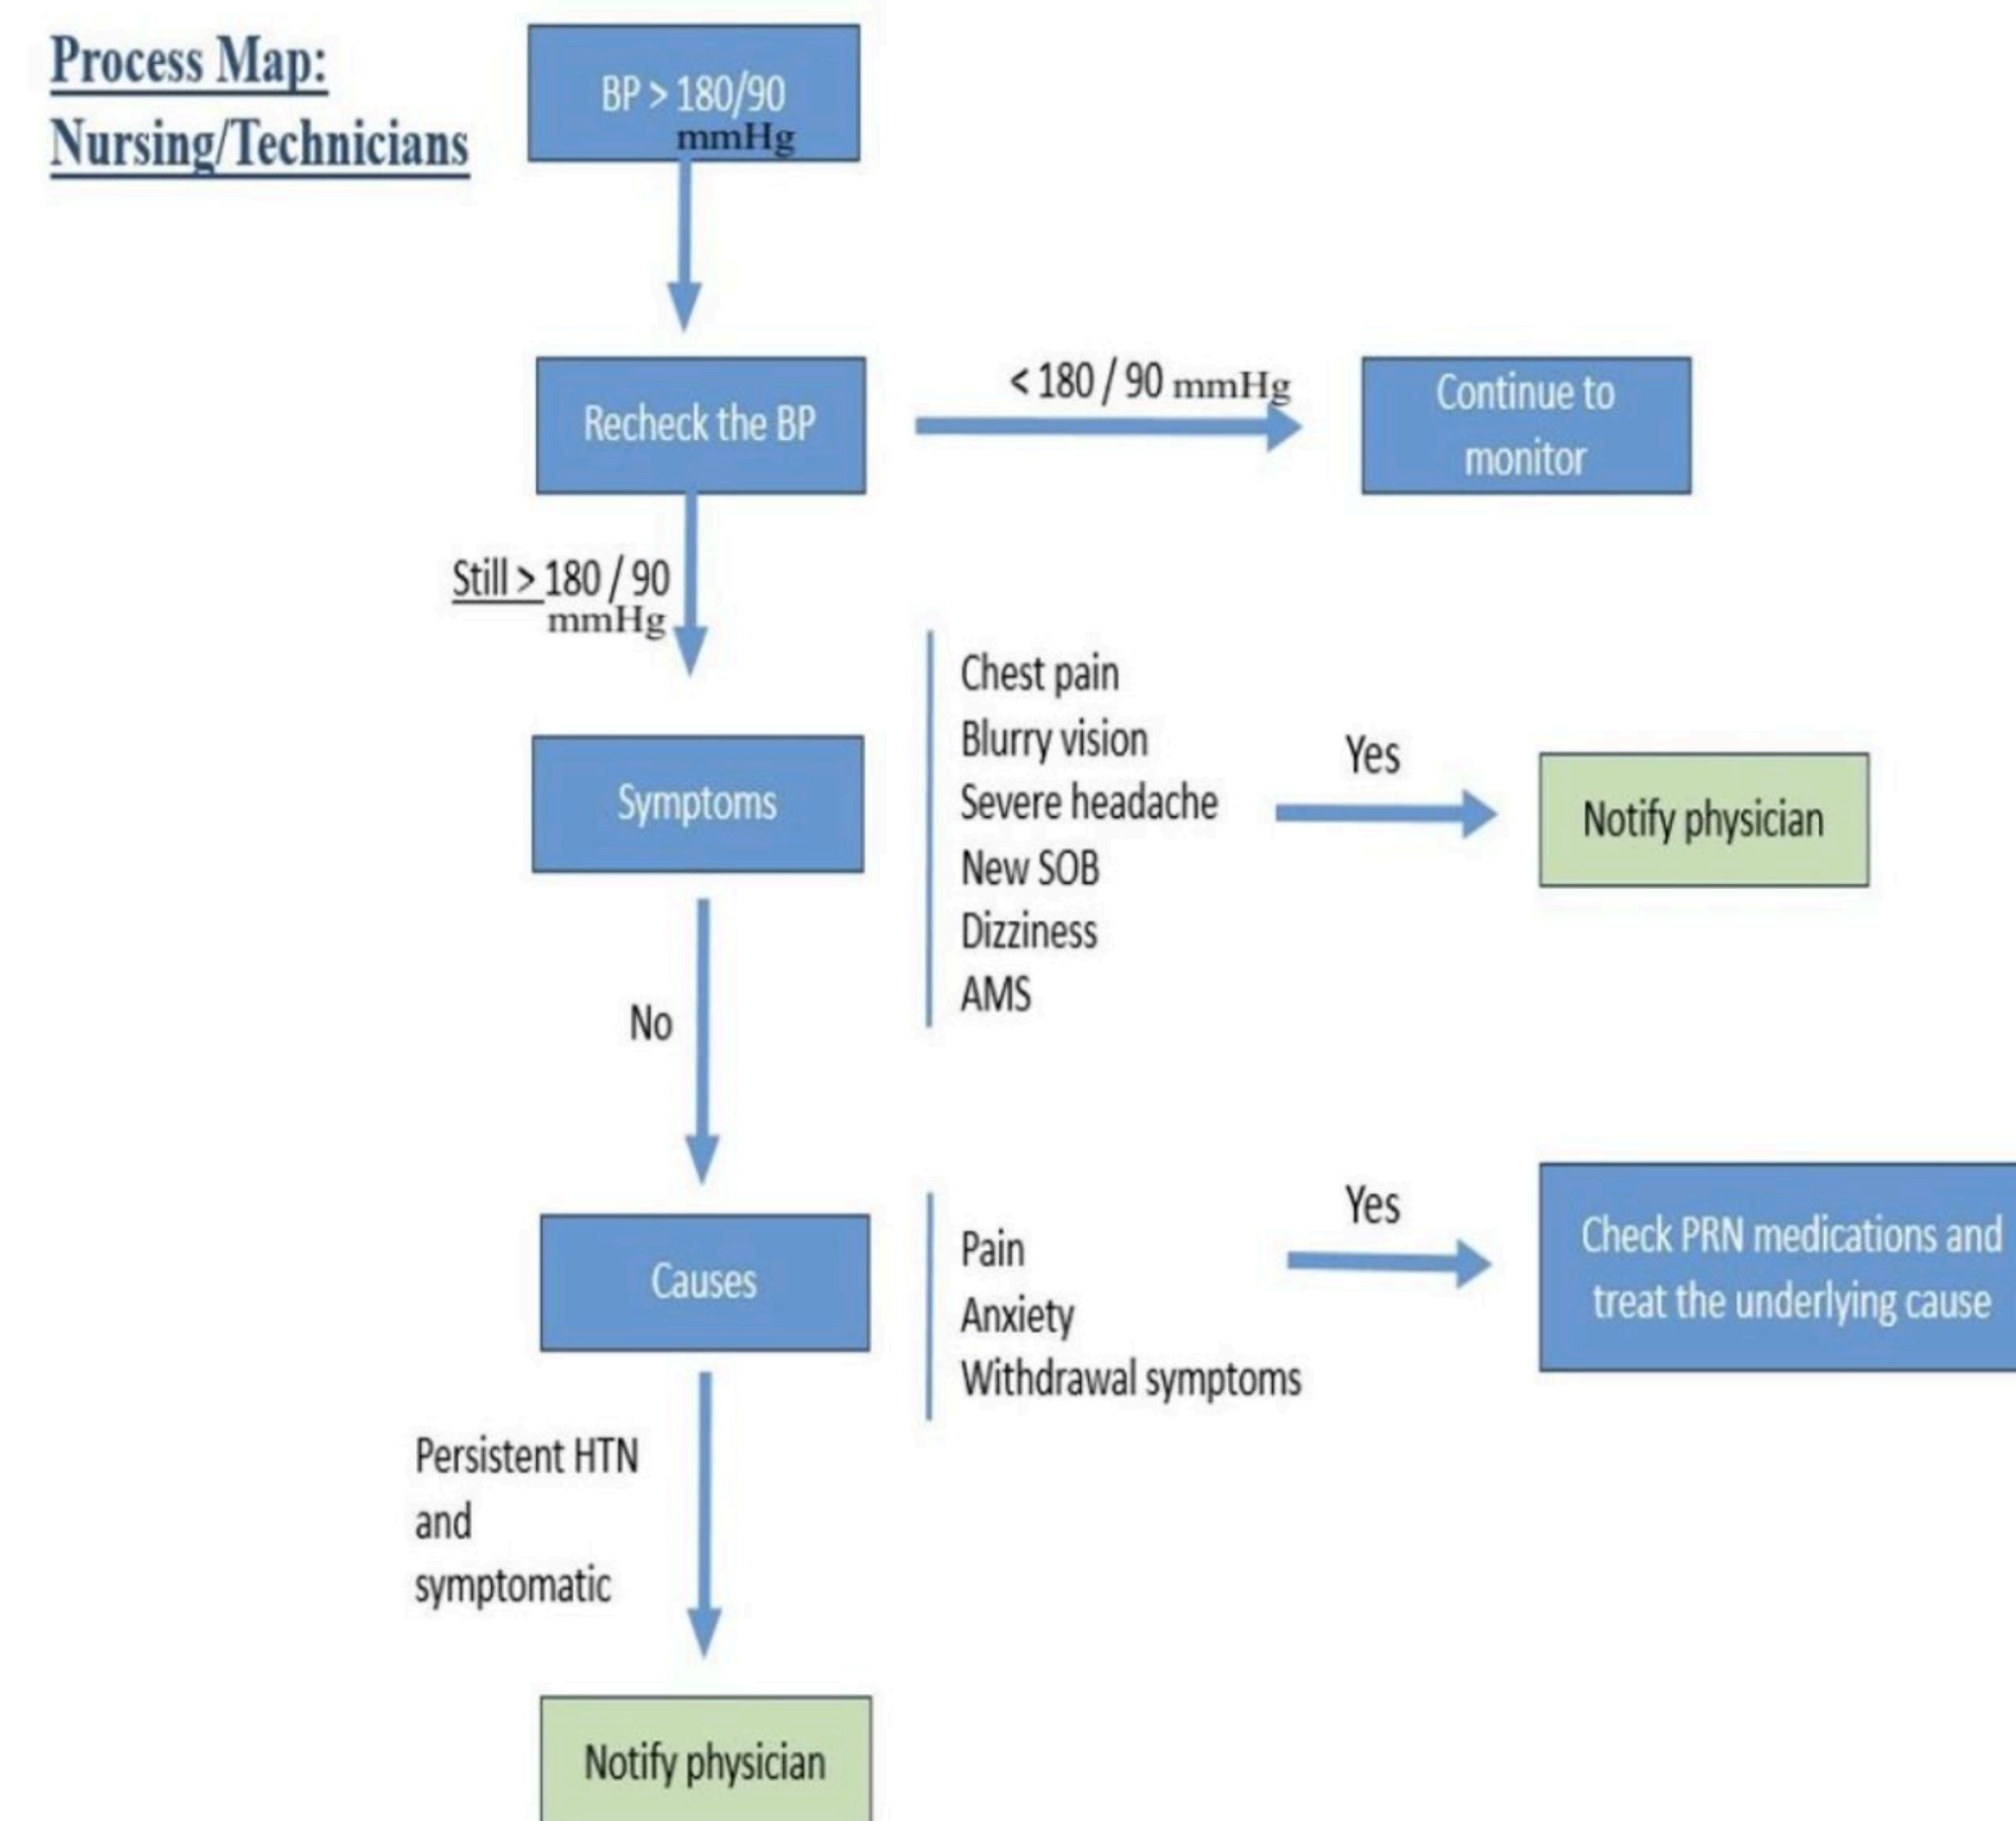 Process Map:
Nursing/Technicians
BP > 180/90
mmHg
Recheck the BP
< 180 / 90 mmHg
Continue to
monitor
Still > 180 / 90
mmHg
Symptoms
Chest pain
Blurry vision
Severe headache
New SOB
Dizziness
AMS
Yes
Notify physician
No
Causes
Pain
Anxiety
Withdrawal symptoms
Yes
Check PRN medications and
treat the underlying cause
Persistent HTN
and
symptomatic
Notify physician